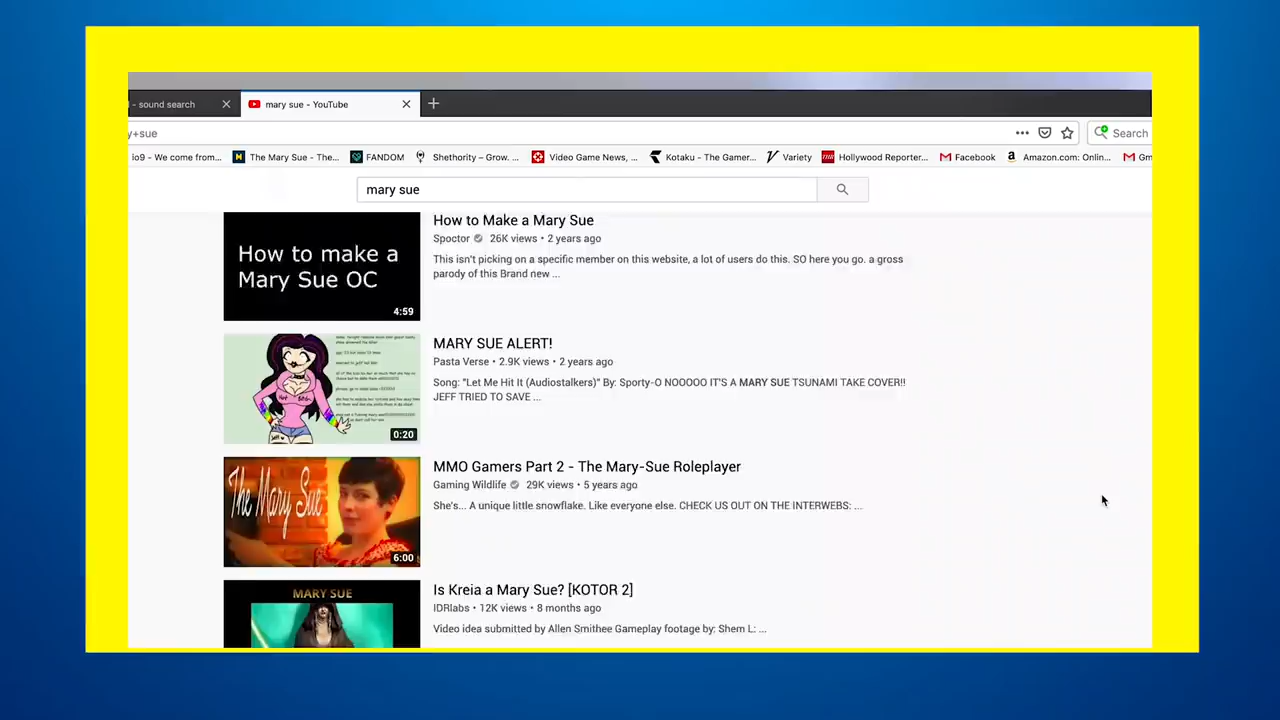 - sound search
mary sue - YouTube
y+sue
Search
io9 - We come from...
The Mary Sue - The...
FANDOM
Shethority – Grow. ...
Video Game News, ...
Kotaku - The Gamer...
Variety
Hollywood Reporter...
Facebook
Amazon.com: Onlin...
Gm
mary sue
How to make a
Mary Sue OC
4:59
How to Make a Mary Sue
Spoctor 26K views • 2 years ago
This isn't picking on a specific member on this website, a lot of users do this. SO here you go. a gross
parody of this Brand new ...
0:20
MARY SUE ALERT!
Pasta Verse • 2.9K views • 2 years ago
Song: "Let Me Hit It (Audiostalkers)" By: Sporty-O NOOOOO IT'S A MARY SUE TSUNAMI TAKE COVER!!
JEFF TRIED TO SAVE ...
The Mary Sue
6:00
MMO Gamers Part 2 - The Mary-Sue Roleplayer
Gaming Wildlife 29K views • 5 years ago
She's... A unique little snowflake. Like everyone else. CHECK US OUT ON THE INTERWEBS: ...
MARY SUE
Is Kreia a Mary Sue? [KOTOR 2]
IDRlabs • 12K views • 8 months ago
Video idea submitted by Allen Smithee Gameplay footage by: Shem L: ...